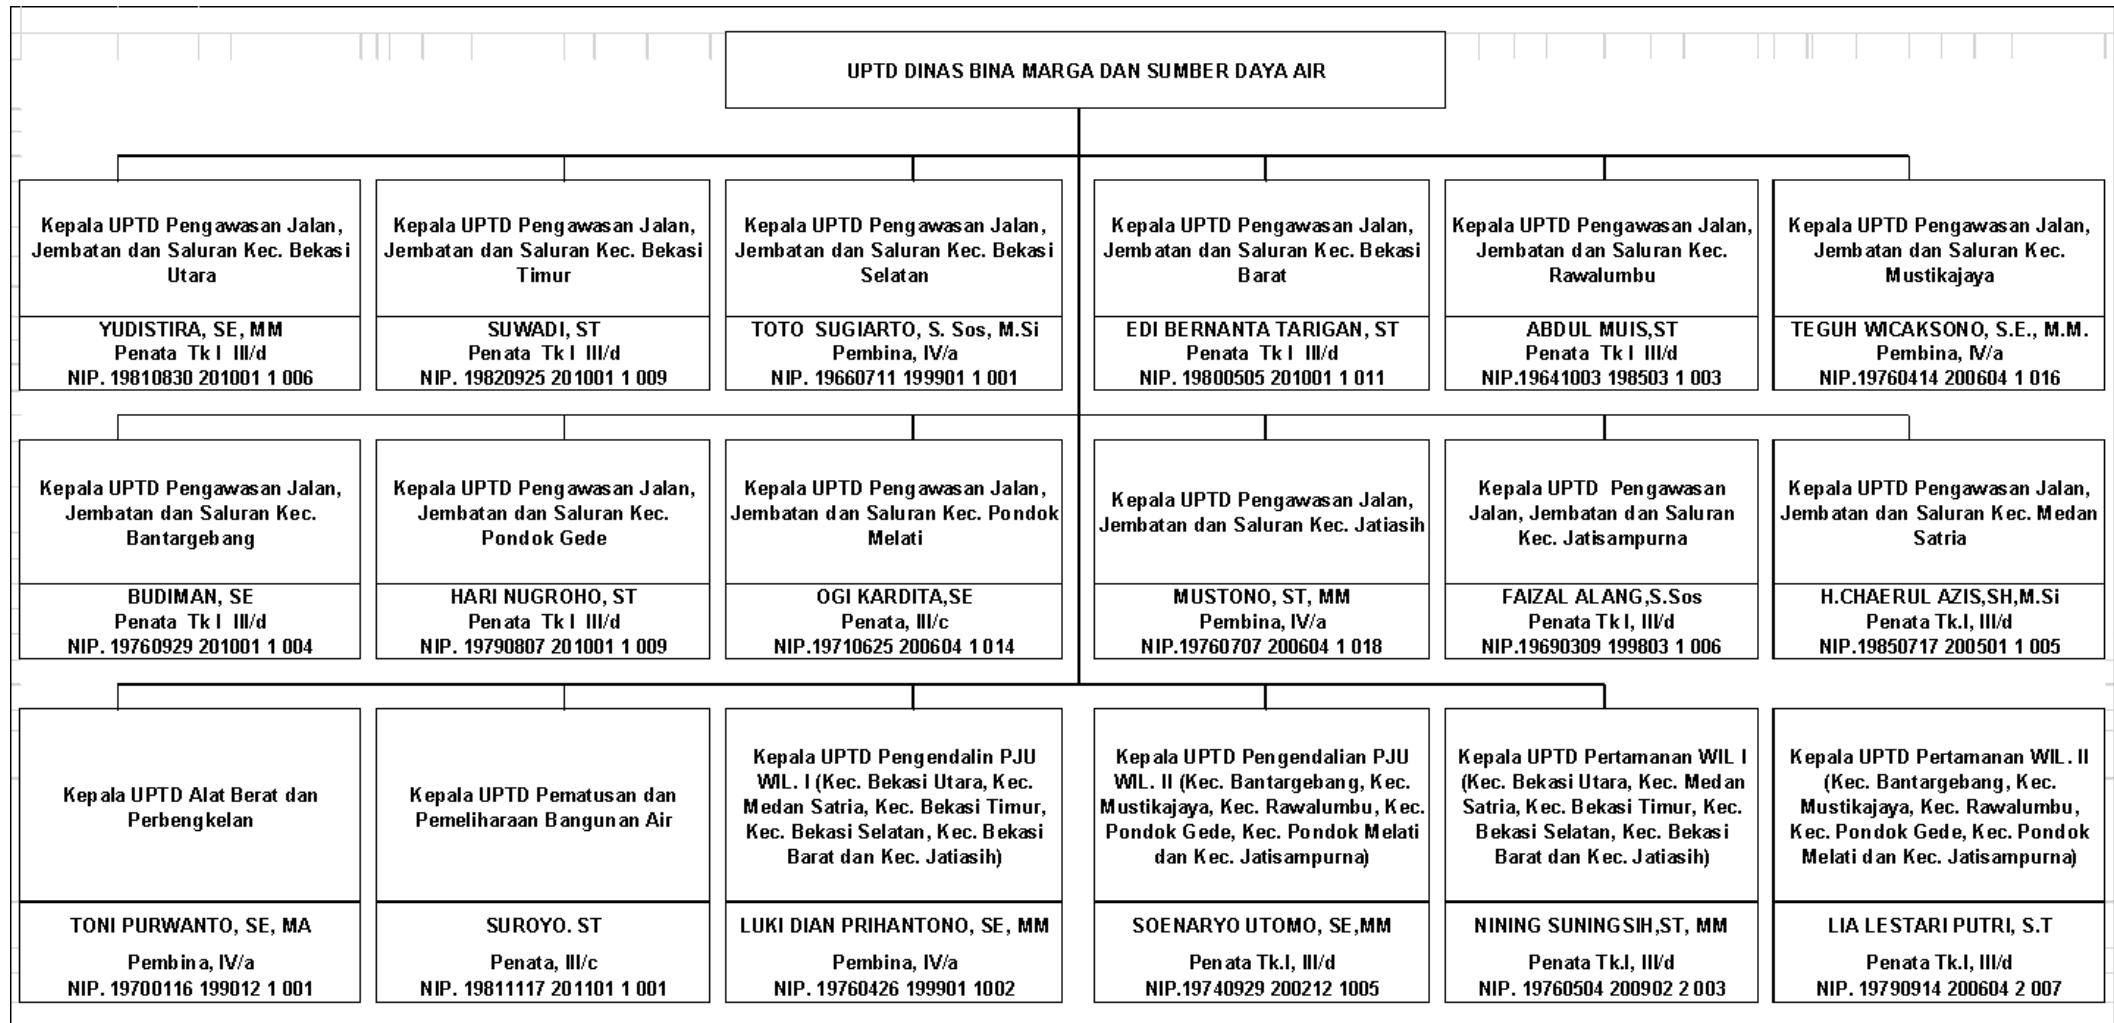 UPTD DINAS BINA MARGA DAN SUMBER DAYA AIR
Kepala UPTD Pengawasan Jalan,
Jembatan dan Saluran Kec. Bekasi
Utara
YUDISTIRA, SE, MM
Penata Tk I III/d
NIP. 19810830 201001 1 006
Kepala UPTD Pengawasan Jalan,
Jembatan dan Saluran Kec. Bekasi
Timur
SUWADI, ST
Penata Tk I III/d
NIP. 19820925 201001 1 009
Kepala UPTD Pengawasan Jalan,
Jembatan dan Saluran Kec. Bekasi
Selatan
TOTO SUGIARTO, S. Sos, M.Si
Pembina, IV/a
NIP. 19660711 199901 1 001
Kepala UPTD Pengawasan Jalan,
Jembatan dan Saluran Kec. Bekasi
Barat
EDI BERNANTA TARIGAN, ST
Penata Tk I III/d
NIP. 19800505 201001 1 011
Kepala UPTD Pengawasan Jalan,
Jembatan dan Saluran Kec.
Rawalumbu
ABDUL MUIS,ST
Penata Tk I III/d
NIP.19641003 198503 1 003
Kepala UPTD Pengawasan Jalan,
Jembatan dan Saluran Kec.
Mustikajaya
TEGUH WICAKSONO, S.E., M.M.
Pembina, IV/a
NIP.19760414 200604 1 016
Kepala UPTD Pengawasan Jalan,
Jembatan dan Saluran Kec.
Bantargebang
BUDIMAN, SE
Penata Tk I III/d
NIP. 19760929 201001 1 004
Kepala UPTD Pengawasan Jalan,
Jembatan dan Saluran Kec.
Pondok Gede
HARI NUGROHO, ST
Penata Tk I III/d
NIP. 19790807 201001 1 009
Kepala UPTD Pengawasan Jalan,
Jembatan dan Saluran Kec. Pondok
Melati
OGI KARDITA,SE
Penata, III/c
NIP.19710625 200604 1 014
Kepala UPTD Pengawasan Jalan,
Jembatan dan Saluran Kec. Jatiasih
MUSTONO, ST, MM
Pembina, IV/a
NIP.19760707 200604 1 018
Kepala UPTD Pengawasan
Jalan, Jembatan dan Saluran
Kec. Jatisampurna
FAIZAL ALANG,S.Sos
Penata Tk I, III/d
NIP.19690309 199803 1 006
Kepala UPTD Pengawasan Jalan,
Jembatan dan Saluran Kec. Medan
Satria
H.CHAERUL AZIS,SH,M.Si
Penata Tk.I, III/d
NIP.19850717 200501 1 005
Kepala UPTD Alat Berat dan
Perbengkelan
TONI PURWANTO, SE, MA
Pembina, IV/a
NIP. 19700116 199012 1 001
Kepala UPTD Pematusan dan
Pemeliharaan Bangunan Air
SUROYO. ST
Penata, III/c
NIP. 19811117 201101 1 001
Kepala UPTD Pengendalin PJU
WIL. I (Kec. Bekasi Utara, Kec.
Medan Satria, Kec. Bekasi Timur,
Kec. Bekasi Selatan, Kec. Bekasi
Barat dan Kec. Jatiasih)
LUKI DIAN PRIHANTONO, SE, MM
Pembina, IV/a
NIP. 19760426 199901 1002
Kepala UPTD Pengendalian PJU
WIL. II (Kec. Bantargebang, Kec.
Mustikajaya, Kec. Rawalumbu, Kec.
Pondok Gede, Kec. Pondok Melati
dan Kec. Jatisampurna)
SOENARYO UTOMO, SE,MM
Penata Tk.I, III/d
NIP.19740929 200212 1005
Kepala UPTD Pertamanan WIL I
(Kec. Bekasi Utara, Kec. Medan
Satria, Kec. Bekasi Timur, Kec.
Bekasi Selatan, Kec. Bekasi
Barat dan Kec. Jatiasih)
NINING SUNINGSIH,ST, MM
Penata Tk.I, III/d
NIP. 19760504 200902 2 003
Kepala UPTD Pertamanan WIL. II
(Kec. Bantargebang, Kec.
Mustikajaya, Kec. Rawalumbu,
Kec. Pondok Gede, Kec. Pondok
Melati dan Kec. Jatisampurna)
LIA LESTARI PUTRI, S.T
Penata Tk.I, III/d
NIP. 19790914 200604 2 007